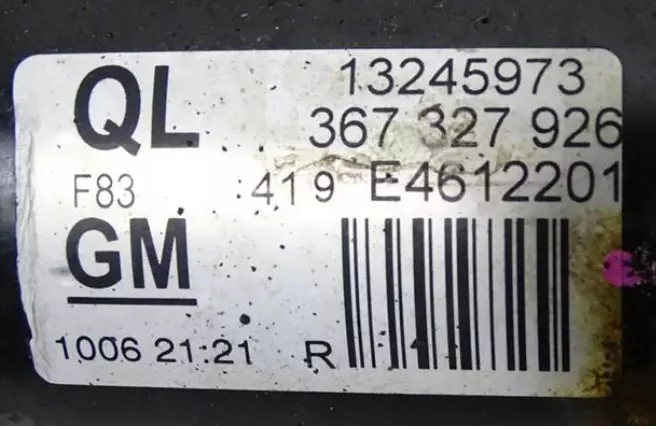 QL 13245973
367 327 926
F83 :419 E4612201
GM
1006 21:21 R